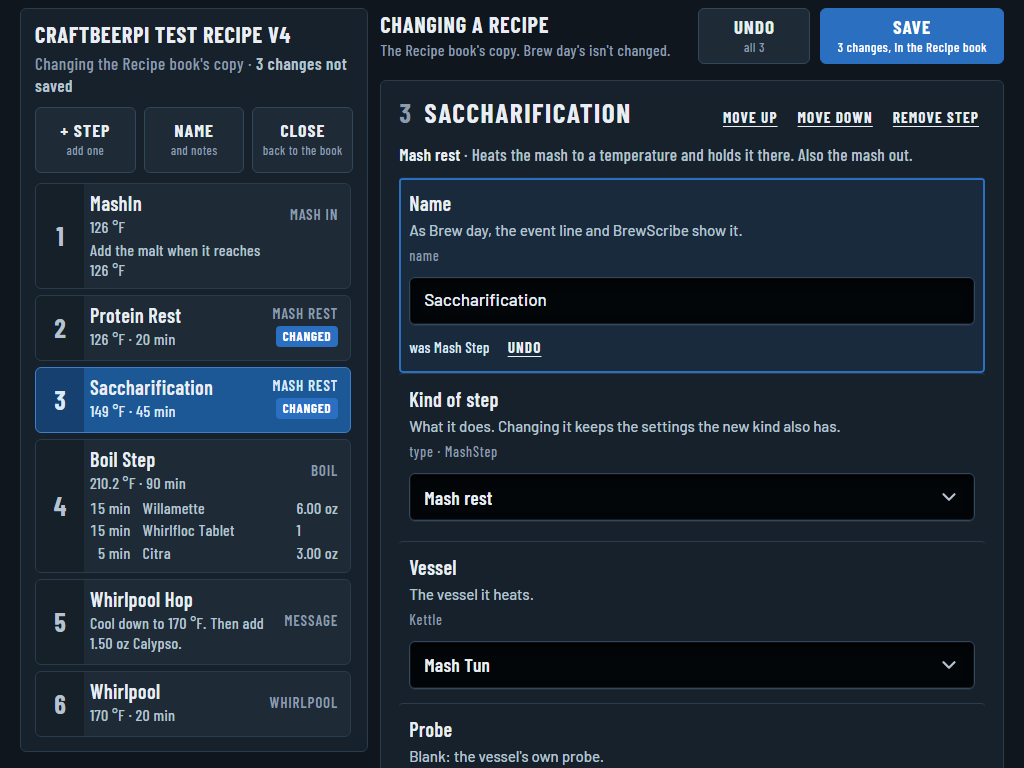 CRAFTBEERPI TEST RECIPE V4
Changing the Recipe book's copy · 3 changes not
saved
+ STEP
add one
NAME
and notes
CLOSE
back to the book
1
MashIn
MASH IN
126 °F
Add the malt when it reaches
126 °F
2
Protein Rest
MASH REST
126 °F · 20 min
CHANGED
3
Saccharification
MASH REST
149 °F · 45 min
CHANGED
4
Boil Step
BOIL
210.2 °F · 90 min
15 min Willamette 6.00 oz
15 min Whirlfloc Tablet 1
5 min Citra 3.00 oz
5
Whirlpool Hop
MESSAGE
Cool down to 170 °F. Then add
1.50 oz Calypso.
6
Whirlpool
WHIRLPOOL
170 °F · 20 min
CHANGING A RECIPE
The Recipe book's copy. Brew day's isn't changed.
UNDO
all 3
SAVE
3 changes, in the Recipe book
3 SACCHARIFICATION
MOVE UP
MOVE DOWN
REMOVE STEP
Mash rest · Heats the mash to a temperature and holds it there. Also the mash out.
Name
As Brew day, the event line and BrewScribe show it.
name
Saccharification
was Mash Step UNDO
Kind of step
What it does. Changing it keeps the settings the new kind also has.
type · MashStep
Mash rest
Vessel
The vessel it heats.
Kettle
Mash Tun
Probe
Blank: the vessel's own probe.